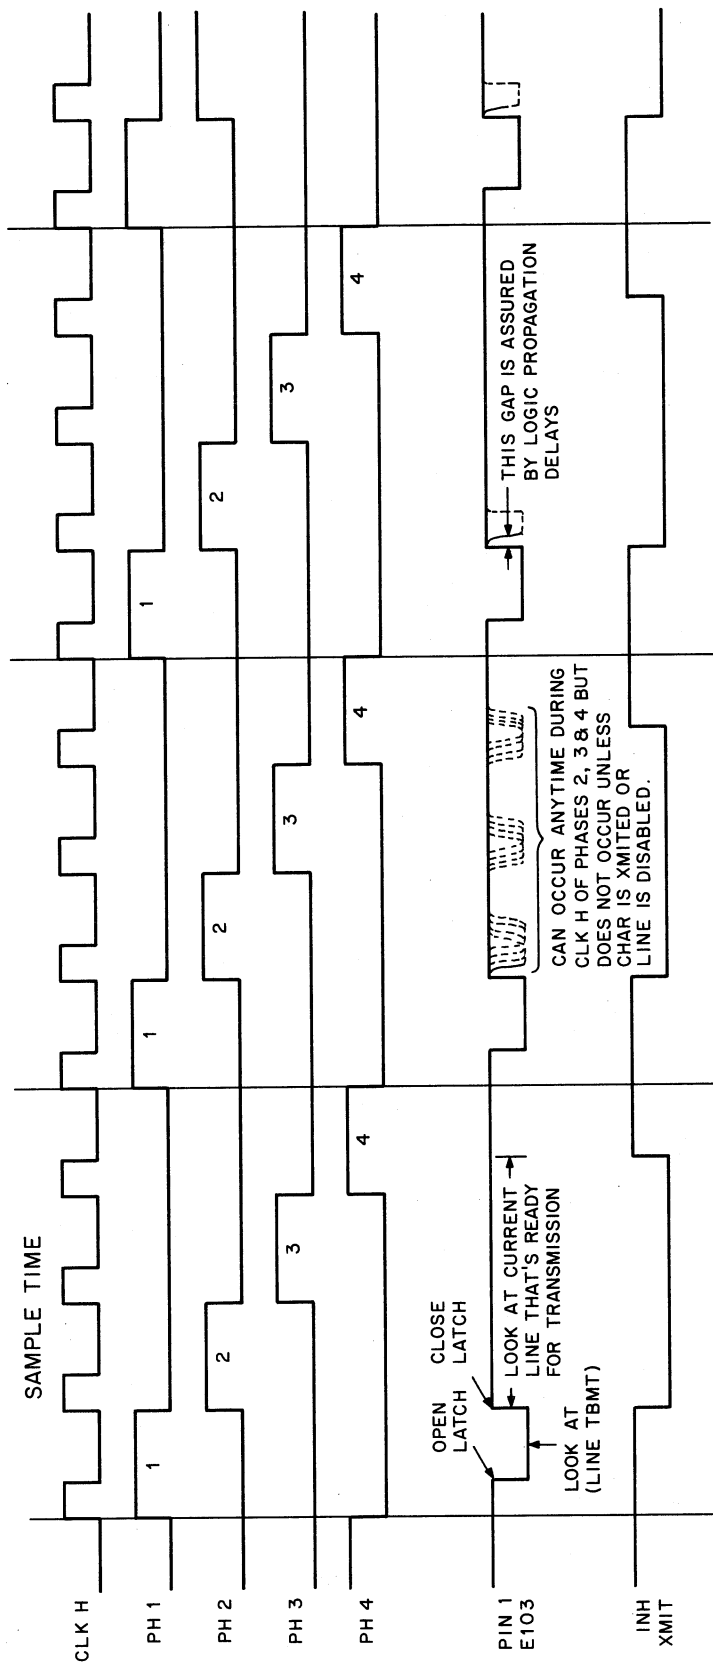 SAMPLE TIME
CLK H
PH 1
1
1
1
PH 2
2
2
2
PH 3
3
3
3
PH 4
4
4
4
OPEN
LATCH
CLOSE
LATCH
PIN 1
E103
LOOK AT
(LINE TBMT)
LOOK AT CURRENT
LINE THAT'S READY
FOR TRANSMISSION
CAN OCCUR ANYTIME DURING
CLK H OF PHASES 2, 3 & 4 BUT
DOES NOT OCCUR UNLESS
CHAR IS XMITED OR
LINE IS DISABLED.
THIS GAP IS ASSURED
BY LOGIC PROPAGATION
DELAYS
INH
XMIT